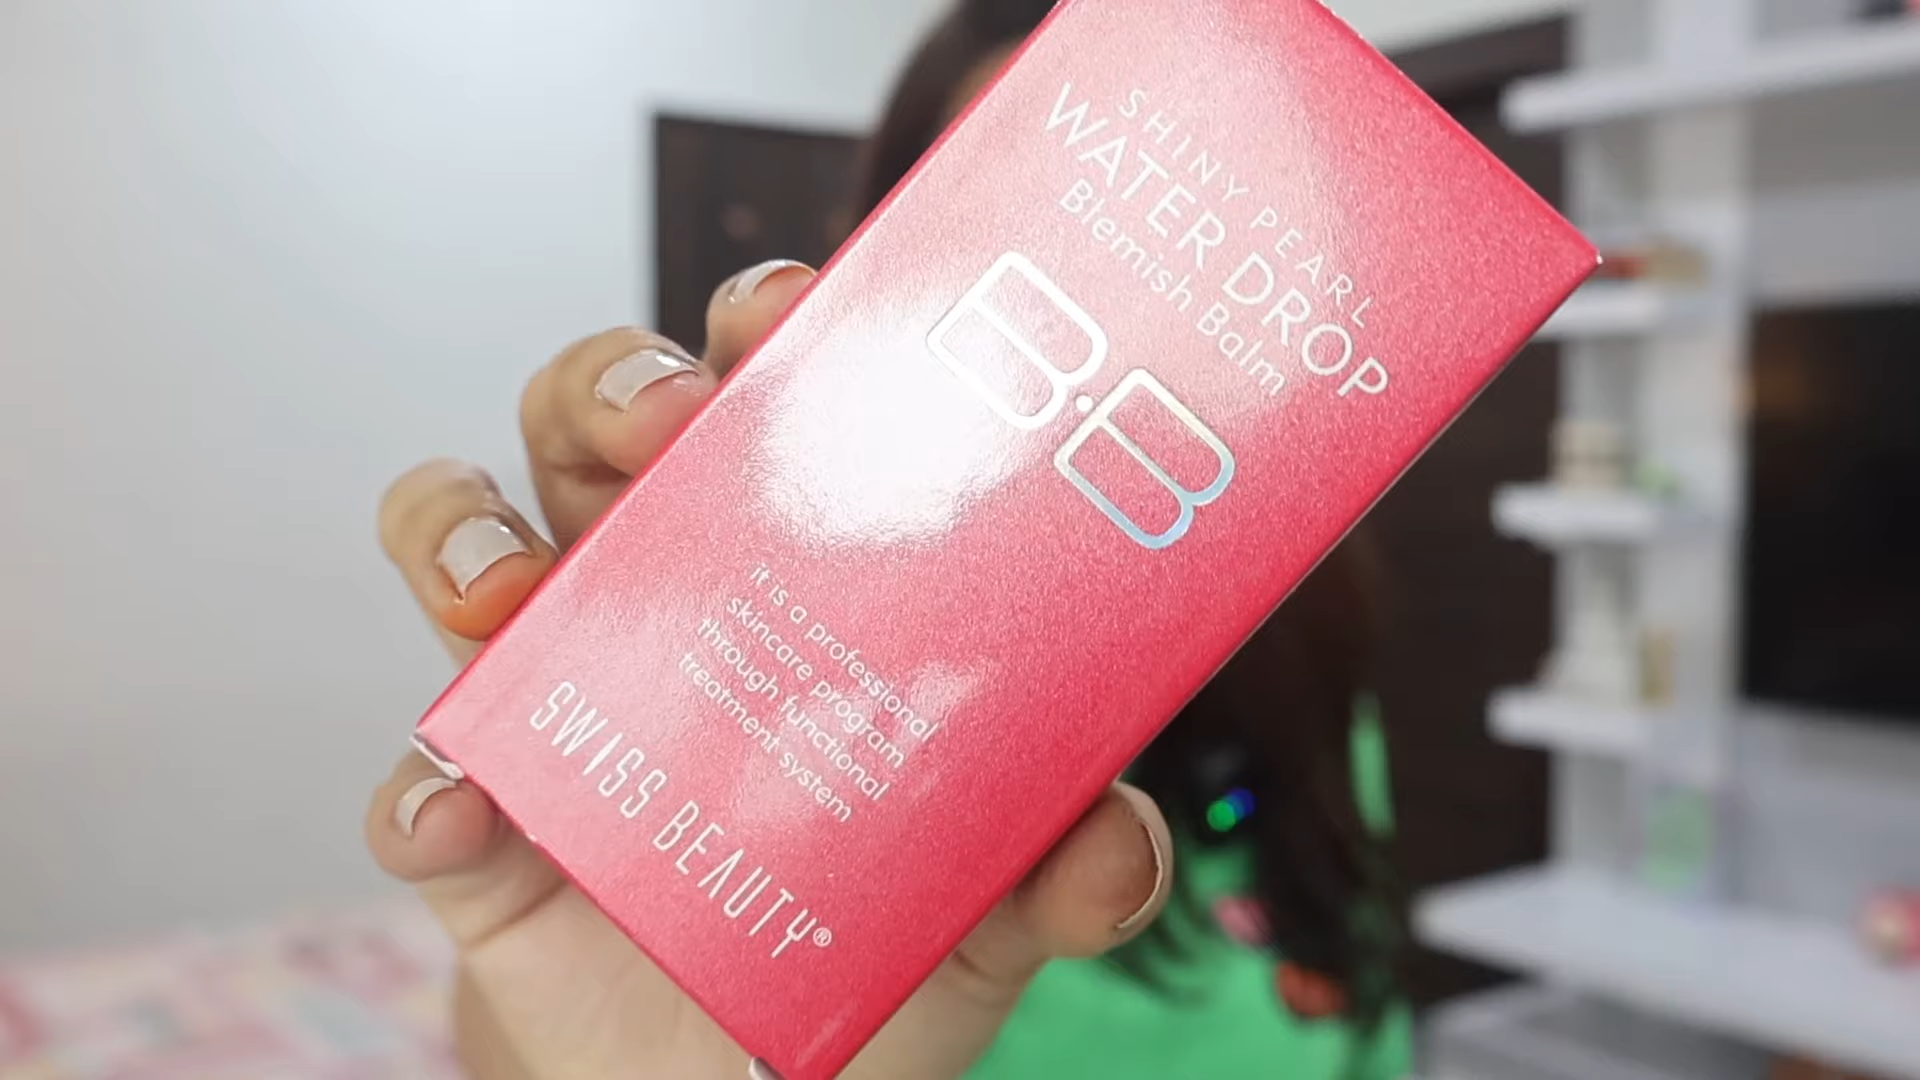 SHINY PEARL
WATER DROP
Blemish Balm
B·B
it is a professional
skincare program
through functional
treatment system
SWISS BEAUTY®